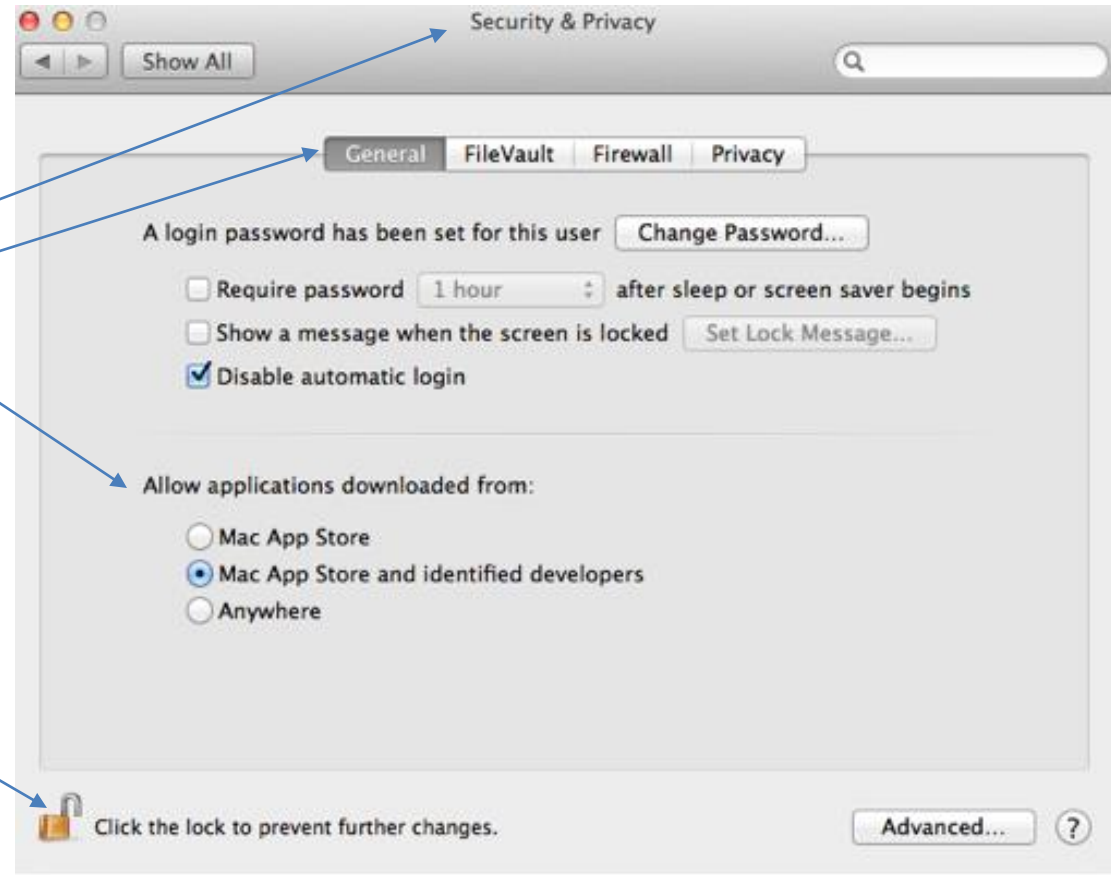 Security & Privacy
Show All
General FileVault Firewall Privacy
A login password has been set for this user Change Password...
Require password 1 hour after sleep or screen saver begins
Show a message when the screen is locked Set Lock Message...
Disable automatic login
Allow applications downloaded from:
Mac App Store
Mac App Store and identified developers
Anywhere
Click the lock to prevent further changes. Advanced... ?